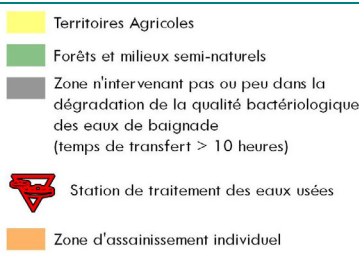 Territoires Agricoles
Forêts et milieux semi-naturels
Zone n'intervenant pas ou peu dans la
dégradation de la qualité bactériologique
des eaux de baignade
(temps de transfert > 10 heures)
Station de traitement des eaux usées
Zone d'assainissement individuel